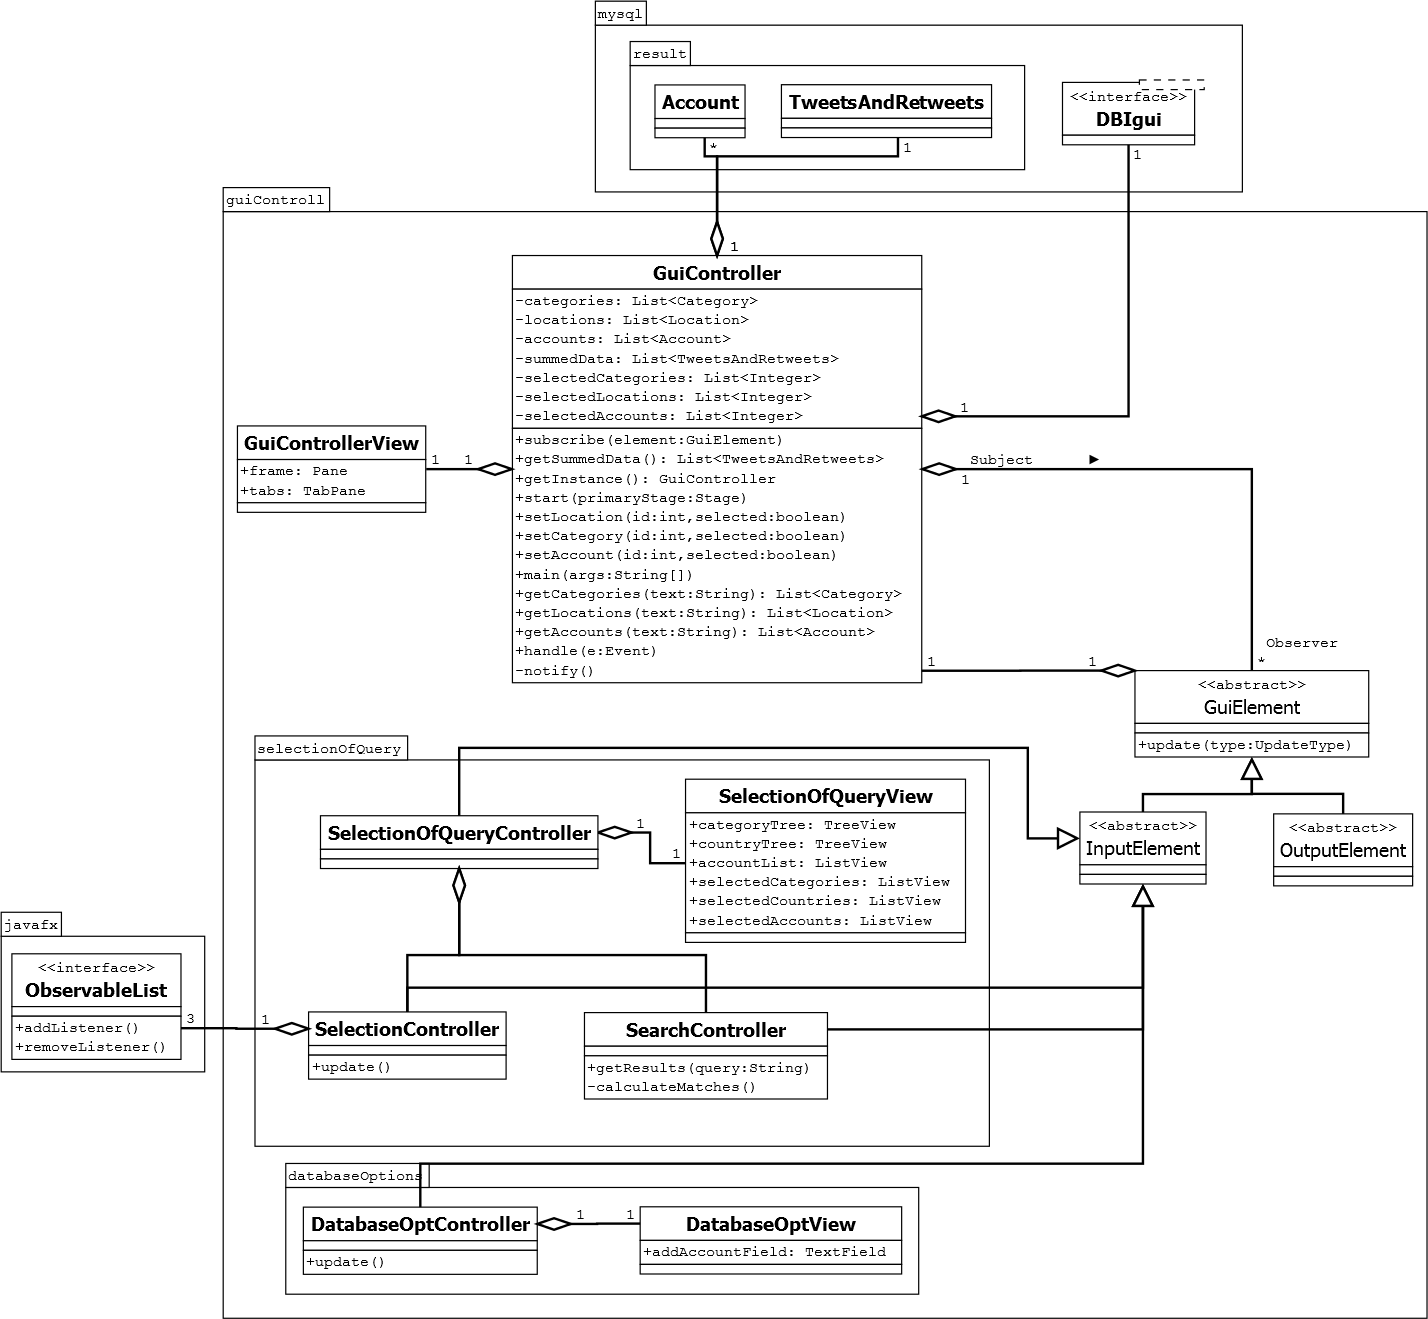 mysql
result
Account
TweetsAndRetweets
<<interface>>
DBIgui
*
1
1
guiControll
1
GuiController
-categories: List<Category>
-locations: List<Location>
-accounts: List<Account>
-summedData: List<TweetsAndRetweets>
-selectedCategories: List<Integer>
-selectedLocations: List<Integer>
-selectedAccounts: List<Integer>
+subscribe(element:GuiElement)
+getSummedData(): List<TweetsAndRetweets>
+getInstance(): GuiController
+start(primaryStage:Stage)
+setLocation(id:int,selected:boolean)
+setCategory(id:int,selected:boolean)
+setAccount(id:int,selected:boolean)
+main(args:String[])
+getCategories(text:String): List<Category>
+getLocations(text:String): List<Location>
+getAccounts(text:String): List<Account>
+handle(e:Event)
-notify()
1
GuiControllerView
+frame: Pane
+tabs: TabPane
1 1
Subject
1
Observer
*
1 1
<<abstract>>
GuiElement
+update(type:UpdateType)
selectionOfQuery
SelectionOfQueryController
1
1
SelectionOfQueryView
+categoryTree: TreeView
+countryTree: TreeView
+accountList: ListView
+selectedCategories: ListView
+selectedCountries: ListView
+selectedAccounts: ListView
<<abstract>>
InputElement
<<abstract>>
OutputElement
javafx
<<interface>>
ObservableList
+addListener()
+removeListener()
3 1
SelectionController
+update()
SearchController
+getResults(query:String)
-calculateMatches()
databaseOptions
DatabaseOptController
+update()
1 1
DatabaseOptView
+addAccountField: TextField